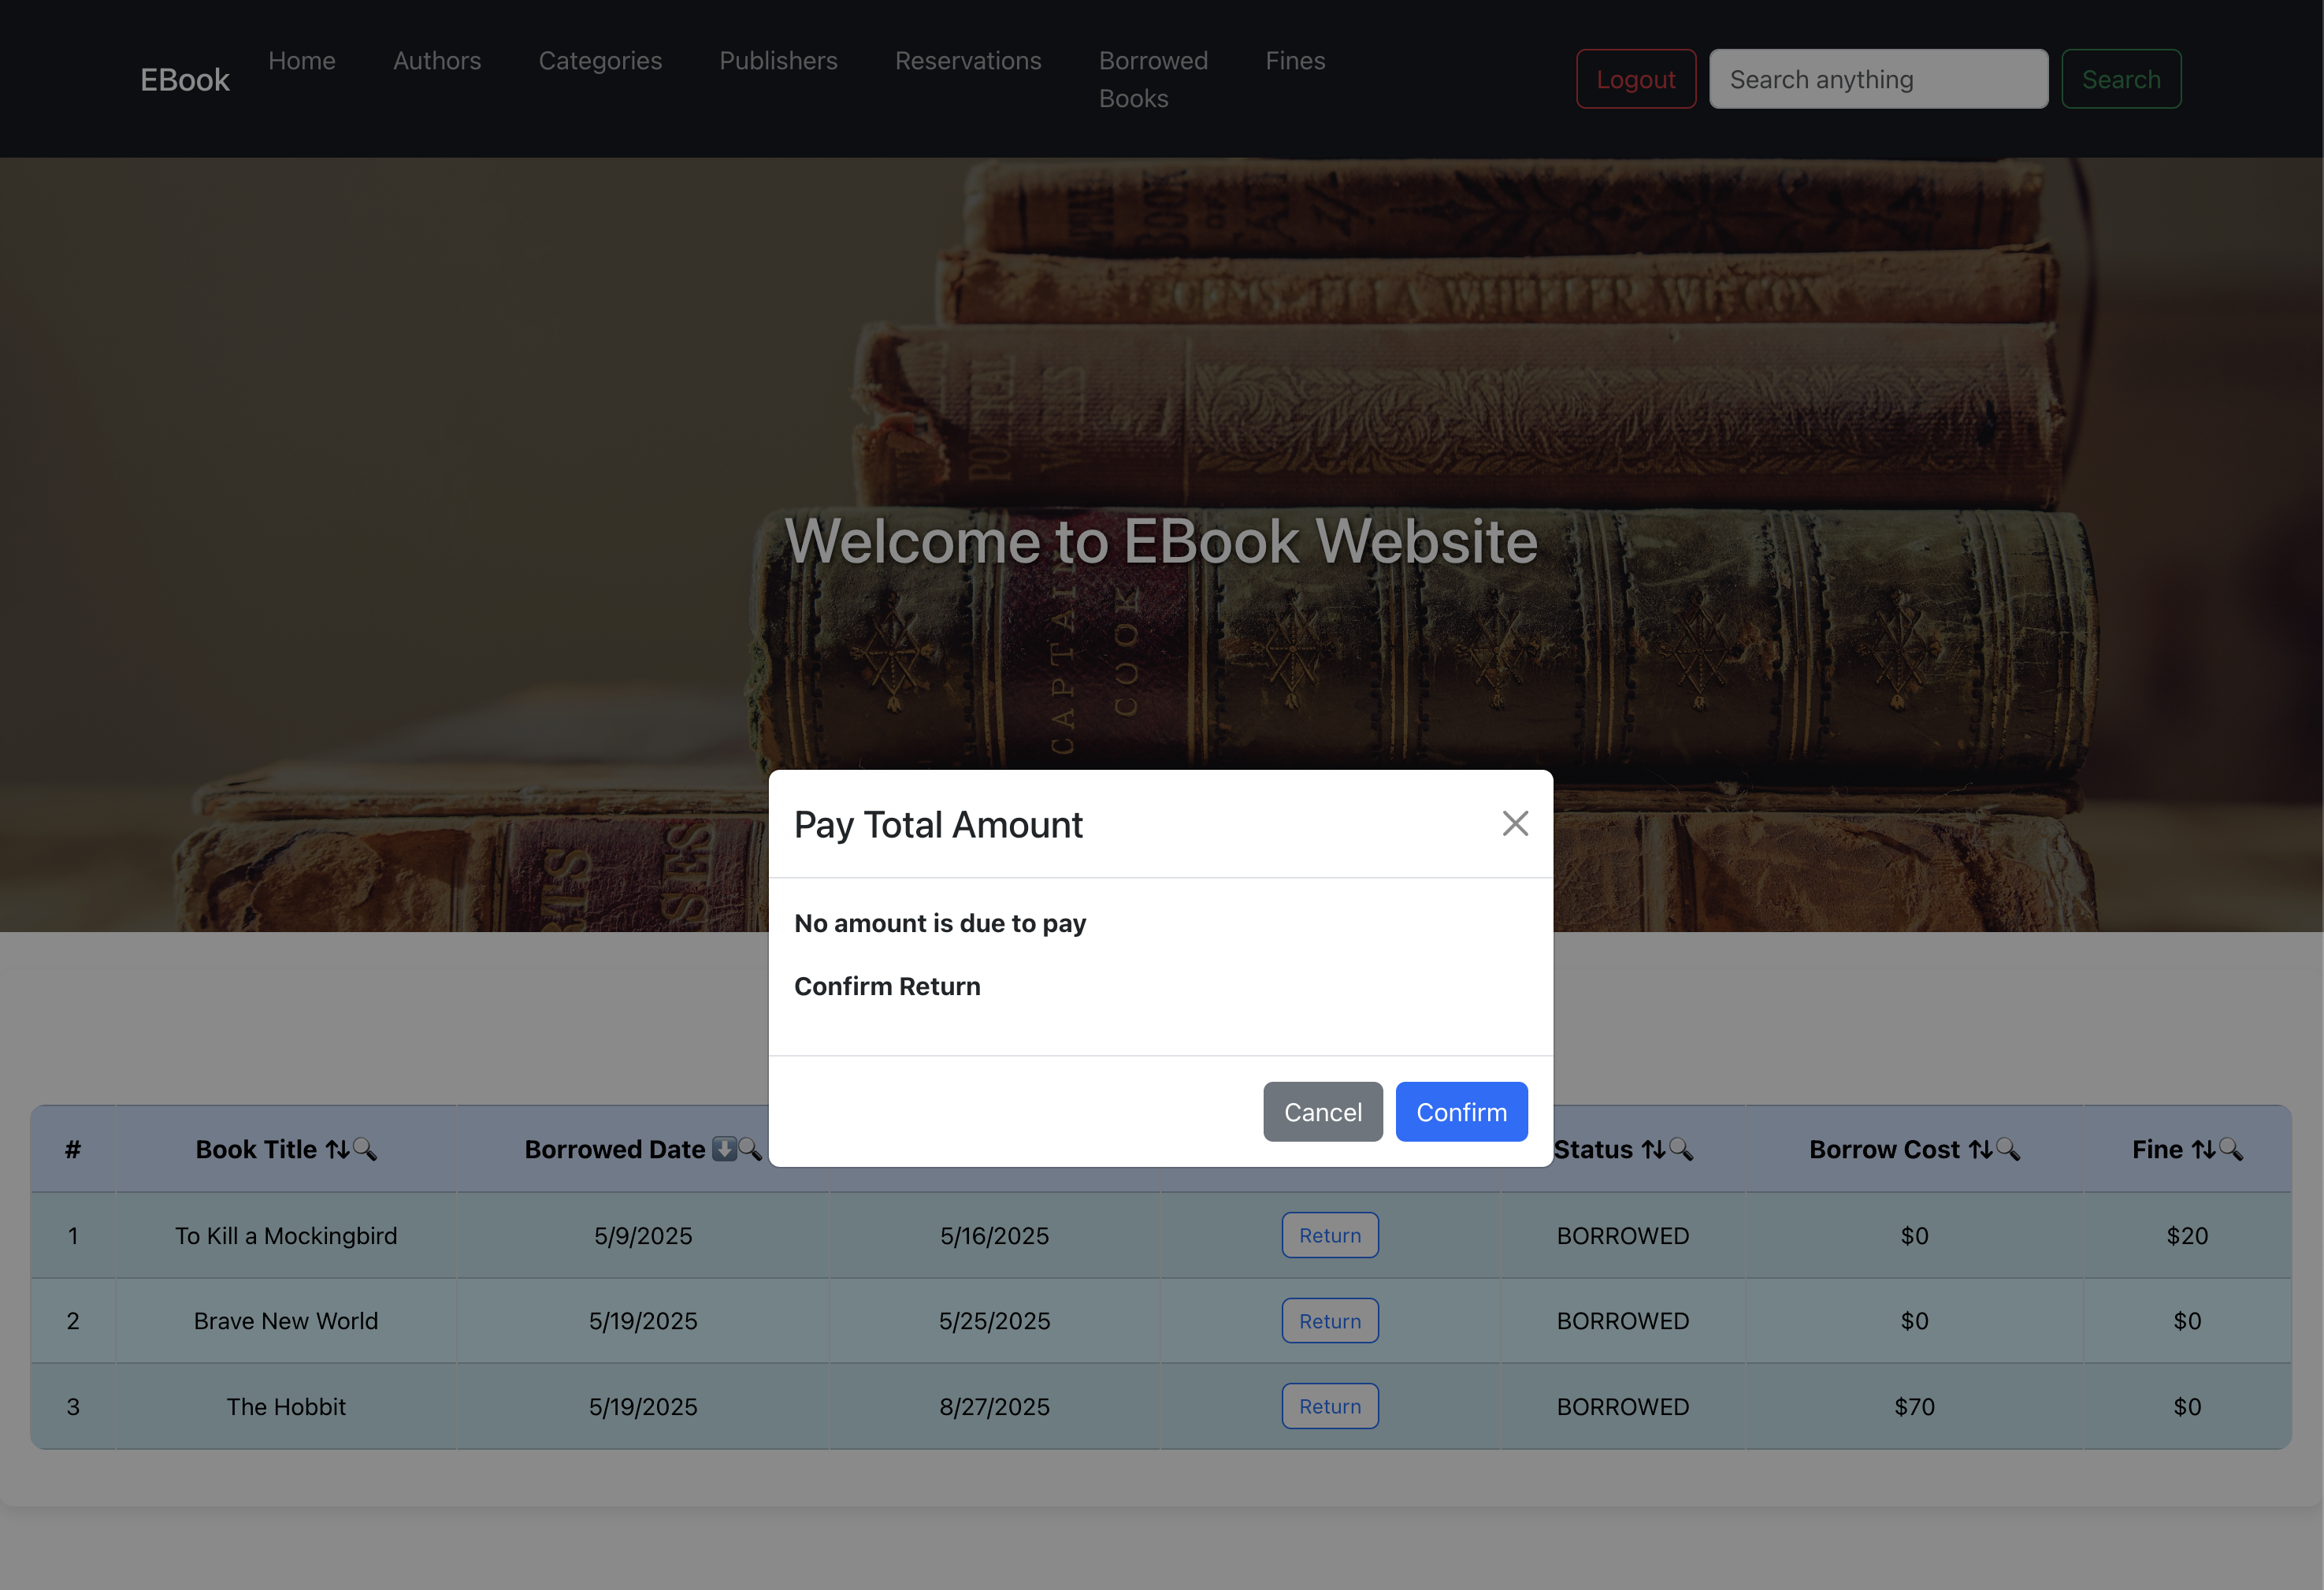 EBook
Home
Authors
Categories
Publishers
Reservations
Borrowed
Books
Fines
Logout
Search anything
Search
POETICAL
WORKS
Welcome to EBook Website
CAPTAIN
COOK
Pay Total Amount
No amount is due to pay
Confirm Return
Cancel
Confirm
# Book Title Borrowed Date Status Borrow Cost Fine
1 To Kill a Mockingbird 5/9/2025 5/16/2025 Return BORROWED $0 $20
2 Brave New World 5/19/2025 5/25/2025 Return BORROWED $0 $0
3 The Hobbit 5/19/2025 8/27/2025 Return BORROWED $70 $0